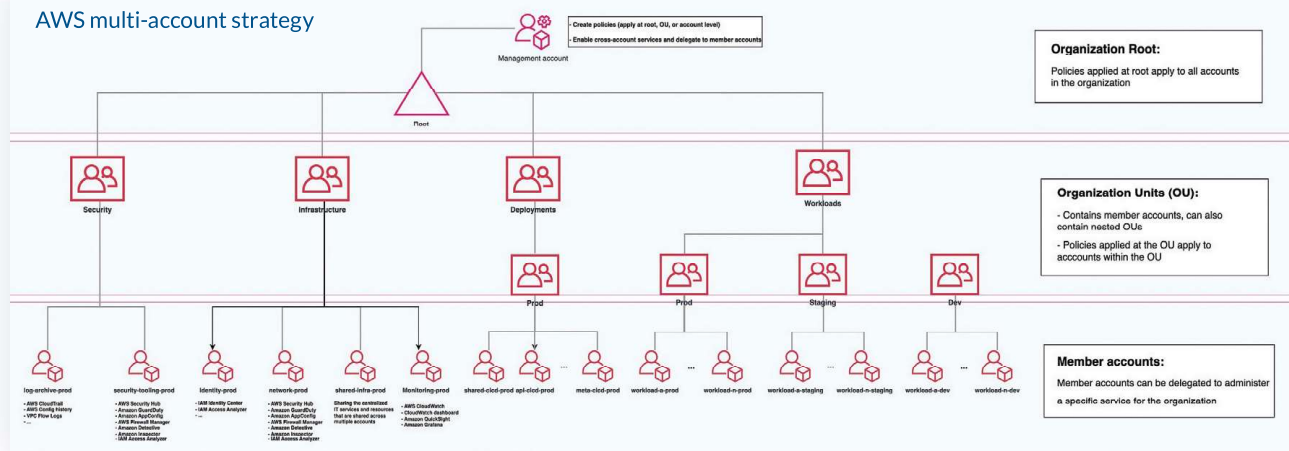 AWS multi-account strategy
- Create policies (apply at root, OU, or account level)
- Enable cross-account services and delegate to member accounts
Management account
Root
Organization Root:
Policies applied at root apply to all accounts
in the organization
Security
Infrastructure
Deployments
Workloads
Organization Units (OU):
- Contains member accounts, can also
contain nested OUs
- Policies applied at the OU apply to
acccounts within the OU
Prod
Prod
Staging
Dev
log-archive-prod
- AWS CloudTrail
- AWS Config history
- VPC Flow Logs
- ...
security-tooling-prod
- AWS Security Hub
- Amazon GuardDuty
- Amazon AppConfig
- AWS Firewall Manager
- Amazon Detective
- Amazon Inspector
- IAM Access Analyzer
Identity-prod
- IAM Identity Center
- IAM Access Analyzer
- ...
network-prod
- AWS Security Hub
- Amazon GuardDuty
- Amazon AppConfig
- AWS Firewall Manager
- Amazon Detective
- Amazon Inspector
- IAM Access Analyzer
shared-infra-prod
Sharing the centralized
IT services and resources
that are shared across
multiple accounts
Monitoring-prod
- AWS CloudWatch
- CloudWatch dashboard
- Amazon QuickSight
- Amazon Grafana
shared-cicd-prod
api-cicd-prod
...
meta-cicd-prod
workload-a-prod
...
workload-n-prod
workload-a-staging
...
workload-n-staging
workload-a-dev
...
workload-n-dev
Member accounts:
Member accounts can be delegated to administer
a specific service for the organization